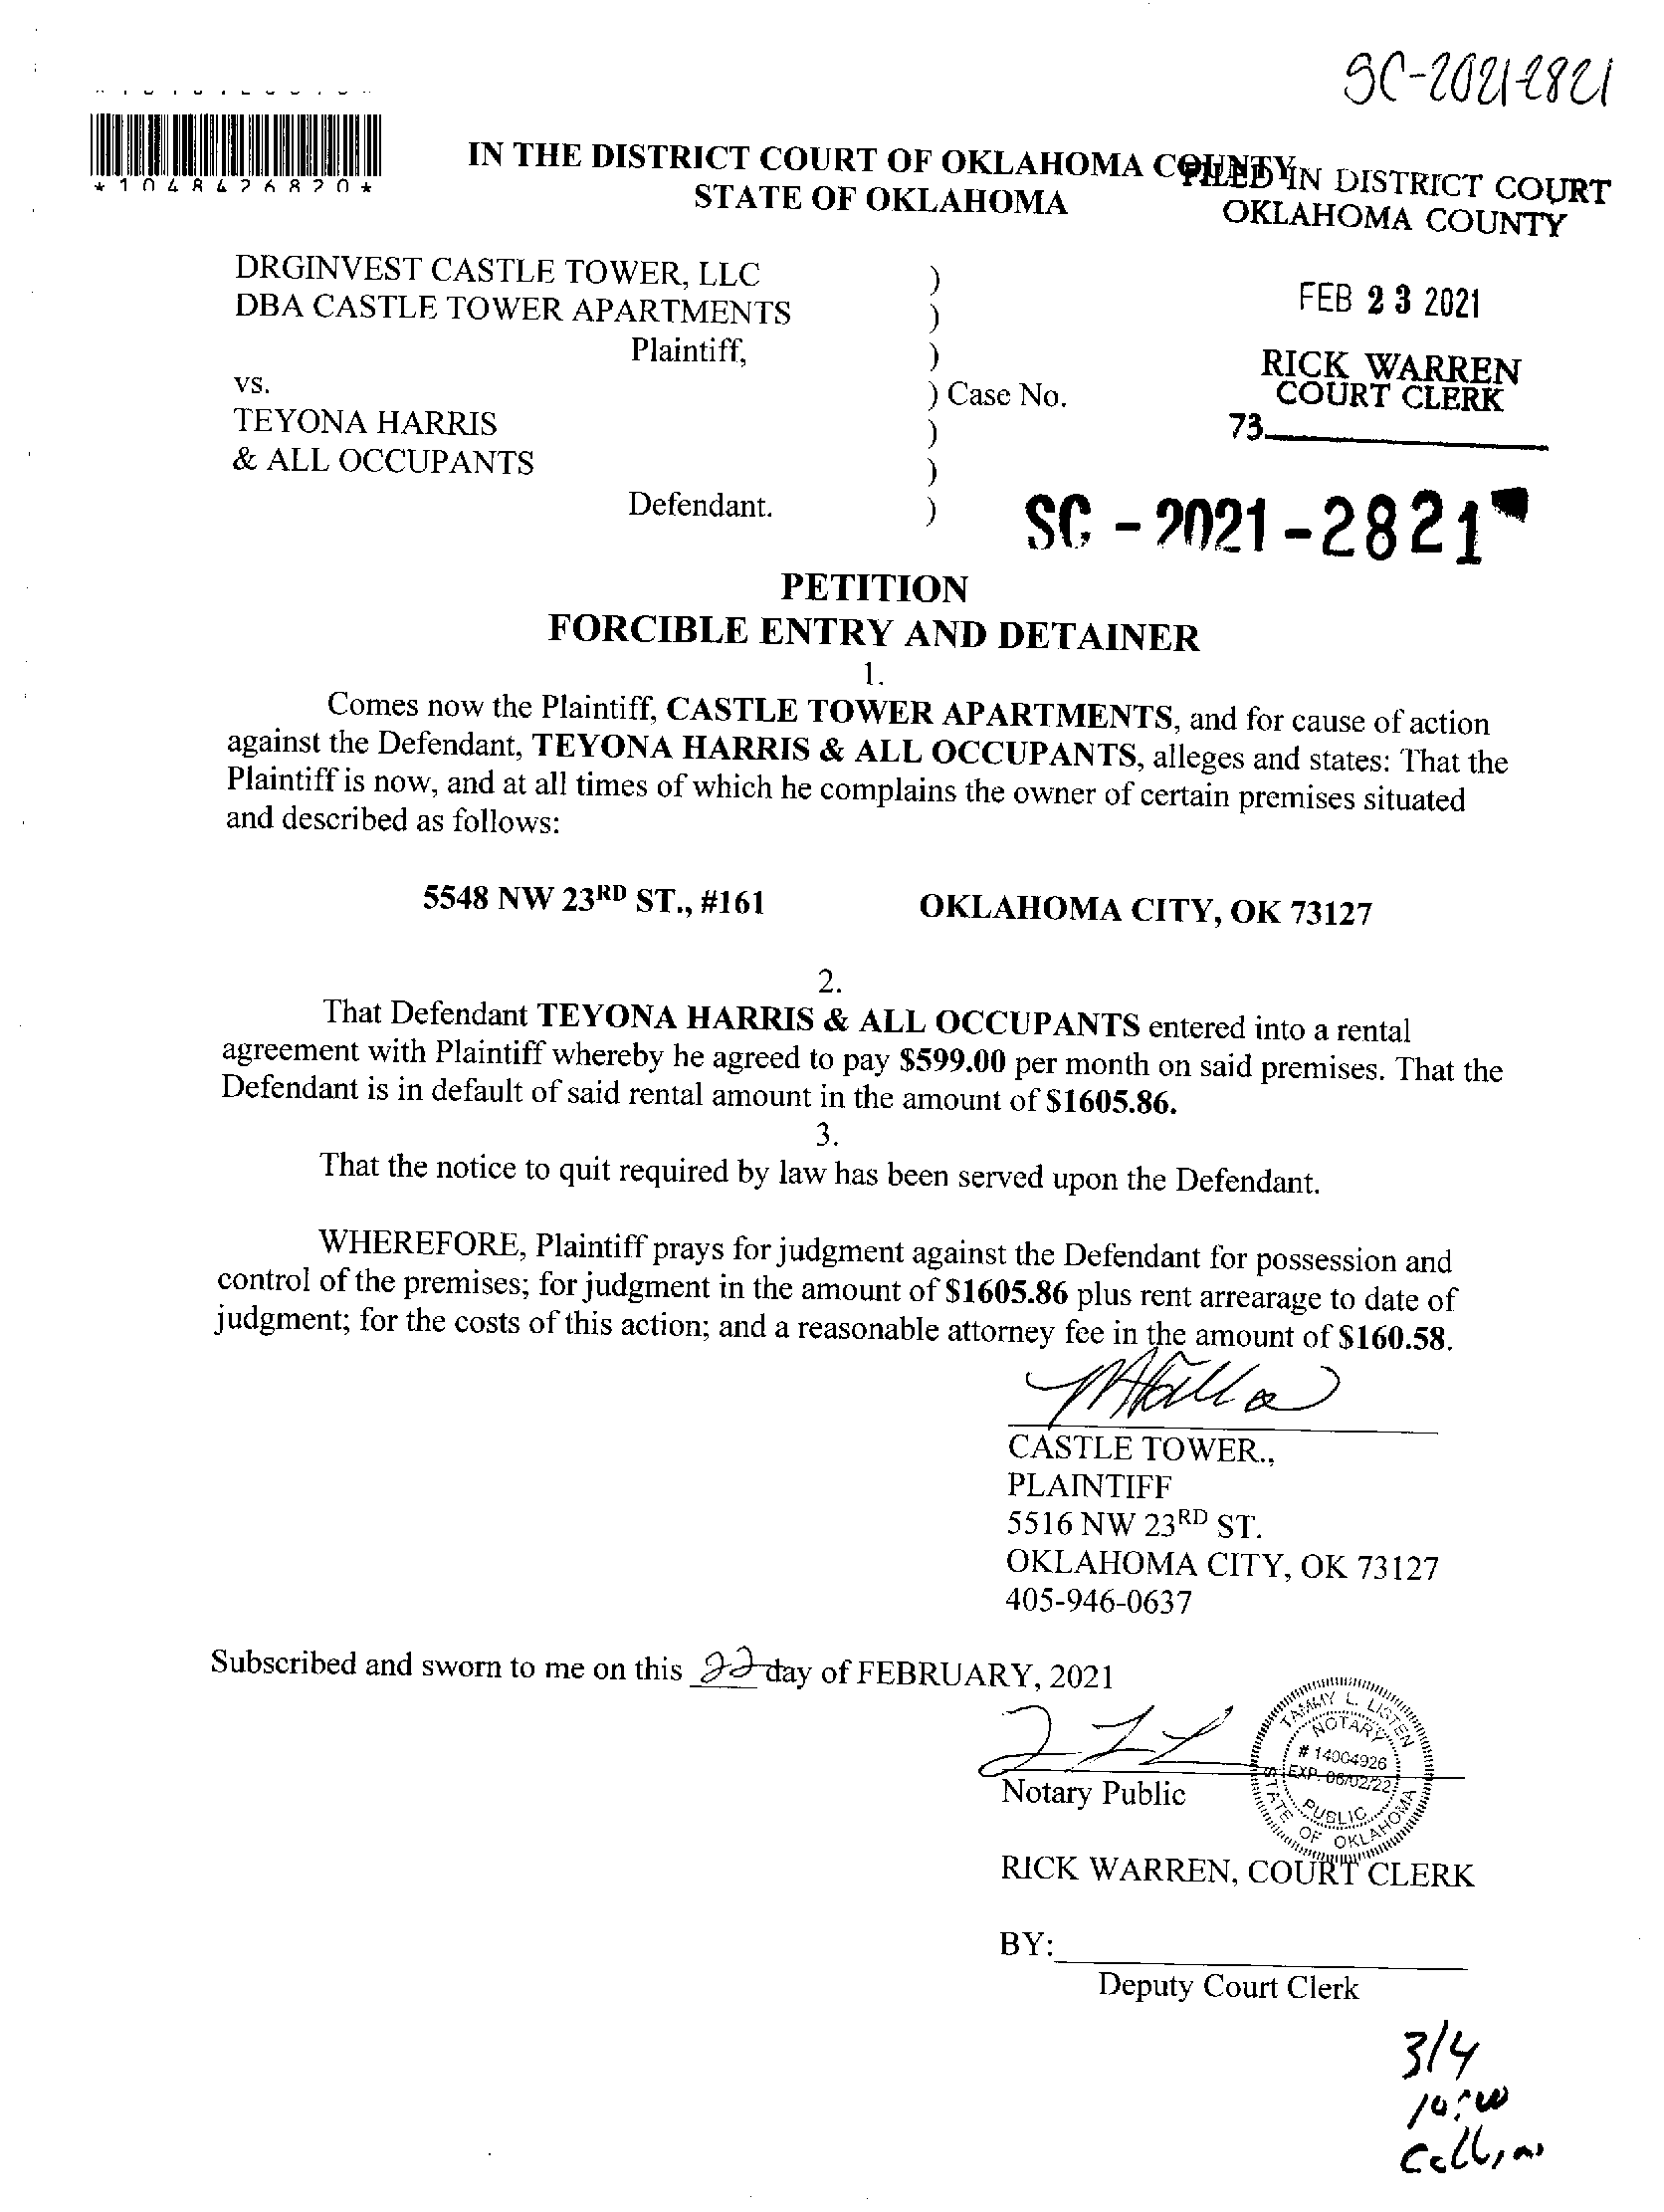 SC-2021-2821
*1048426820*
IN THE DISTRICT COURT OF OKLAHOMA COUNTY
STATE OF OKLAHOMA
FILED IN DISTRICT COURT
OKLAHOMA COUNTY
FEB 23 2021
RICK WARREN
COURT CLERK
73
DRGINVEST CASTLE TOWER, LLC )
DBA CASTLE TOWER APARTMENTS )
Plaintiff, )
vs. ) Case No.
TEYONA HARRIS )
& ALL OCCUPANTS )
Defendant. )
SC - 2021 - 2821
PETITION
FORCIBLE ENTRY AND DETAINER
1.
Comes now the Plaintiff, CASTLE TOWER APARTMENTS, and for cause of action
against the Defendant, TEYONA HARRIS & ALL OCCUPANTS, alleges and states: That the
Plaintiff is now, and at all times of which he complains the owner of certain premises situated
and described as follows:
5548 NW 23RD ST., #161 OKLAHOMA CITY, OK 73127
2.
That Defendant TEYONA HARRIS & ALL OCCUPANTS entered into a rental
agreement with Plaintiff whereby he agreed to pay $599.00 per month on said premises. That the
Defendant is in default of said rental amount in the amount of $1605.86.
3.
That the notice to quit required by law has been served upon the Defendant.
WHEREFORE, Plaintiff prays for judgment against the Defendant for possession and
control of the premises; for judgment in the amount of $1605.86 plus rent arrearage to date of
judgment; for the costs of this action; and a reasonable attorney fee in the amount of $160.58.
CASTLE TOWER.,
PLAINTIFF
5516 NW 23RD ST.
OKLAHOMA CITY, OK 73127
405-946-0637
Subscribed and sworn to me on this 22 day of FEBRUARY, 2021
Notary Public
TAMMY L. LISTEN
NOTARY
# 14004926
EXP. 06/02/22
PUBLIC
STATE OF OKLAHOMA
RICK WARREN, COURT CLERK
BY:
Deputy Court Clerk
3/4
10:00